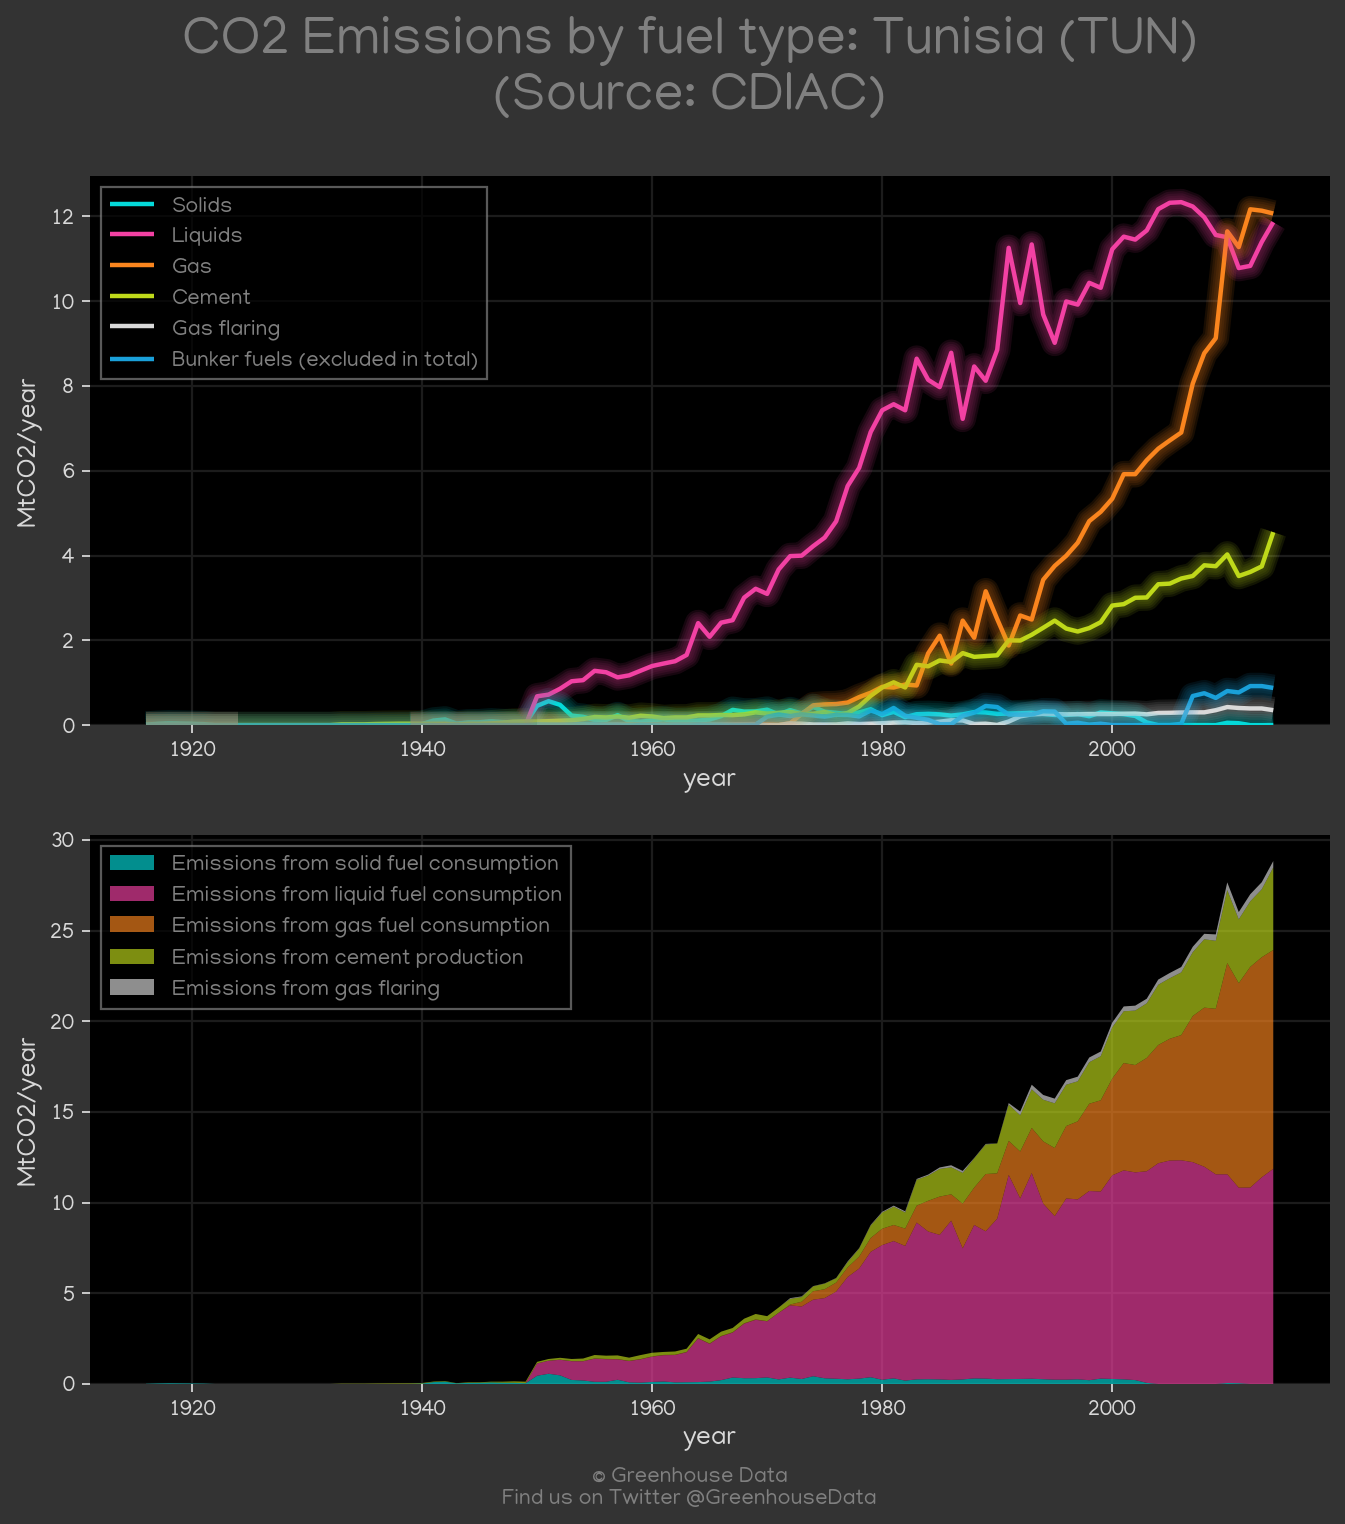 CO2 Emissions by fuel type: Tunisia (TUN)
(Source: CDIAC)
Solids
Liquids
Gas
Cement
Gas flaring
Bunker fuels (excluded in total)
MtCO2/year
12
10
8
6
4
2
0
1920 1940 1960 1980 2000
year
Emissions from solid fuel consumption
Emissions from liquid fuel consumption
Emissions from gas fuel consumption
Emissions from cement production
Emissions from gas flaring
MtCO2/year
30
25
20
15
10
5
0
1920 1940 1960 1980 2000
year
© Greenhouse Data
Find us on Twitter @GreenhouseData